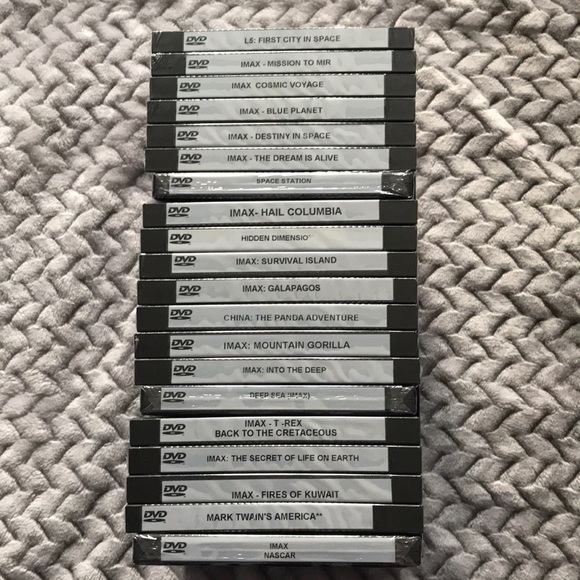 DVD L5: FIRST CITY IN SPACE
DVD IMAX - MISSION TO MIR
DVD IMAX COSMIC VOYAGE
DVD IMAX - BLUE PLANET
DVD IMAX - DESTINY IN SPACE
DVD IMAX - THE DREAM IS ALIVE
DVD SPACE STATION
DVD IMAX- HAIL COLUMBIA
DVD HIDDEN DIMENSIO
DVD IMAX: SURVIVAL ISLAND
DVD IMAX: GALAPAGOS
DVD CHINA: THE PANDA ADVENTURE
DVD IMAX: MOUNTAIN GORILLA
DVD IMAX: INTO THE DEEP
DVD DEEP SEA (IMAX)
DVD IMAX - T -REX
BACK TO THE CRETACEOUS
DVD IMAX: THE SECRET OF LIFE ON EARTH
DVD IMAX - FIRES OF KUWAIT
DVD MARK TWAIN'S AMERICA**
DVD IMAX
NASCAR